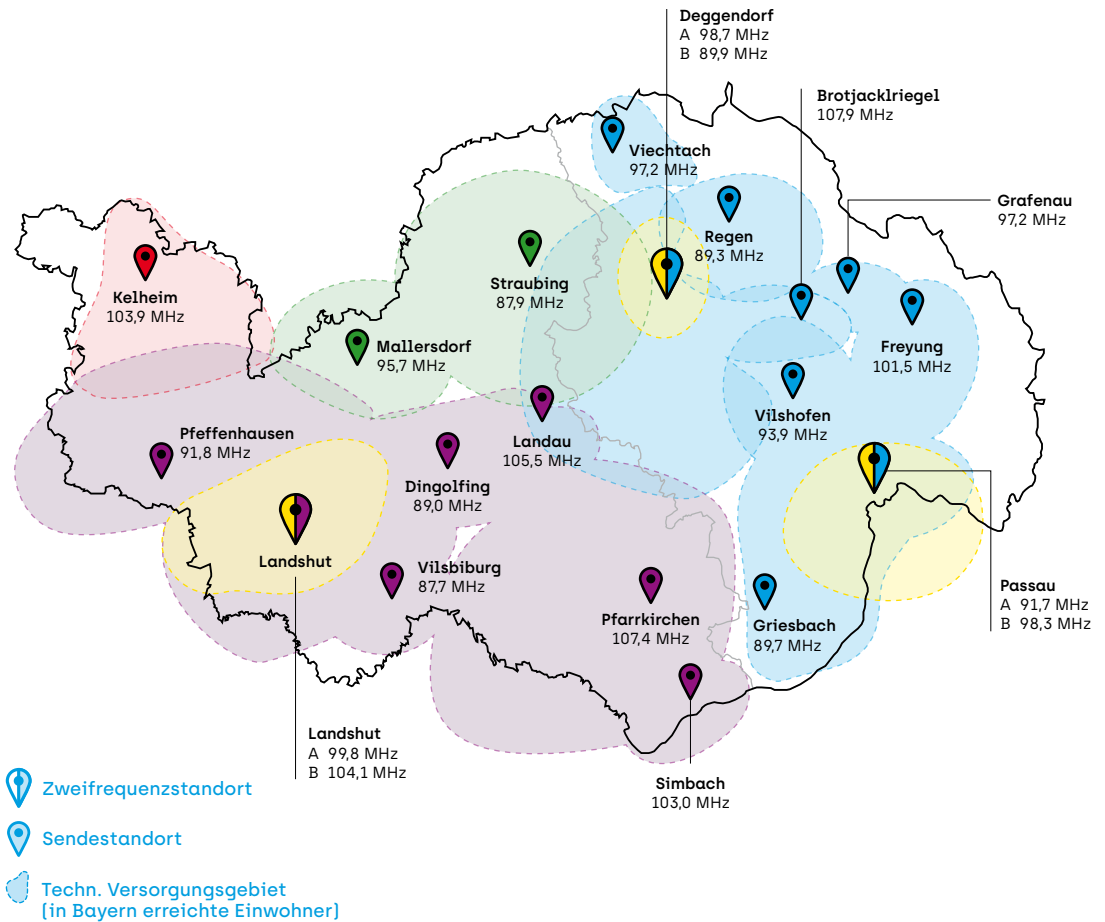 Deggendorf
A 98,7 MHz
B 89,9 MHz
Brotjacklriegel
107,9 MHz
Viechtach
97,2 MHz
Grafenau
97,2 MHz
Regen
89,3 MHz
Straubing
87,9 MHz
Kelheim
103,9 MHz
Mallersdorf
95,7 MHz
Freyung
101,5 MHz
Vilshofen
93,9 MHz
Pfeffenhausen
91,8 MHz
Landau
105,5 MHz
Dingolfing
89,0 MHz
Landshut
Vilsbiburg
87,7 MHz
Passau
A 91,7 MHz
B 98,3 MHz
Pfarrkirchen
107,4 MHz
Griesbach
89,7 MHz
Landshut
A 99,8 MHz
B 104,1 MHz
Simbach
103,0 MHz
Zweifrequenzstandort
Sendestandort
Techn. Versorgungsgebiet
(in Bayern erreichte Einwohner)